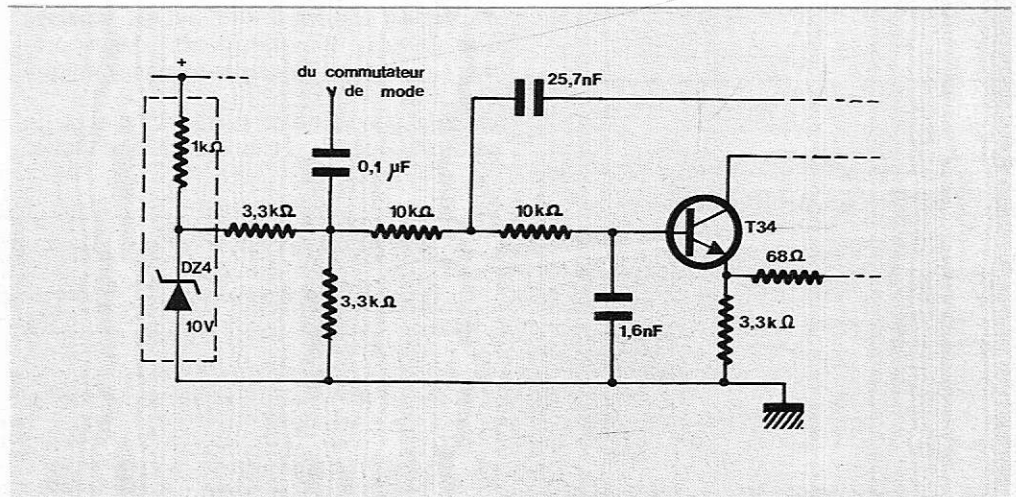 +
du commutateur
de mode
25,7nF
1kΩ
0,1 µF
3,3kΩ
10kΩ
10kΩ
T34
68Ω
DZ4
3,3kΩ
10V
1,6nF
3,3kΩ